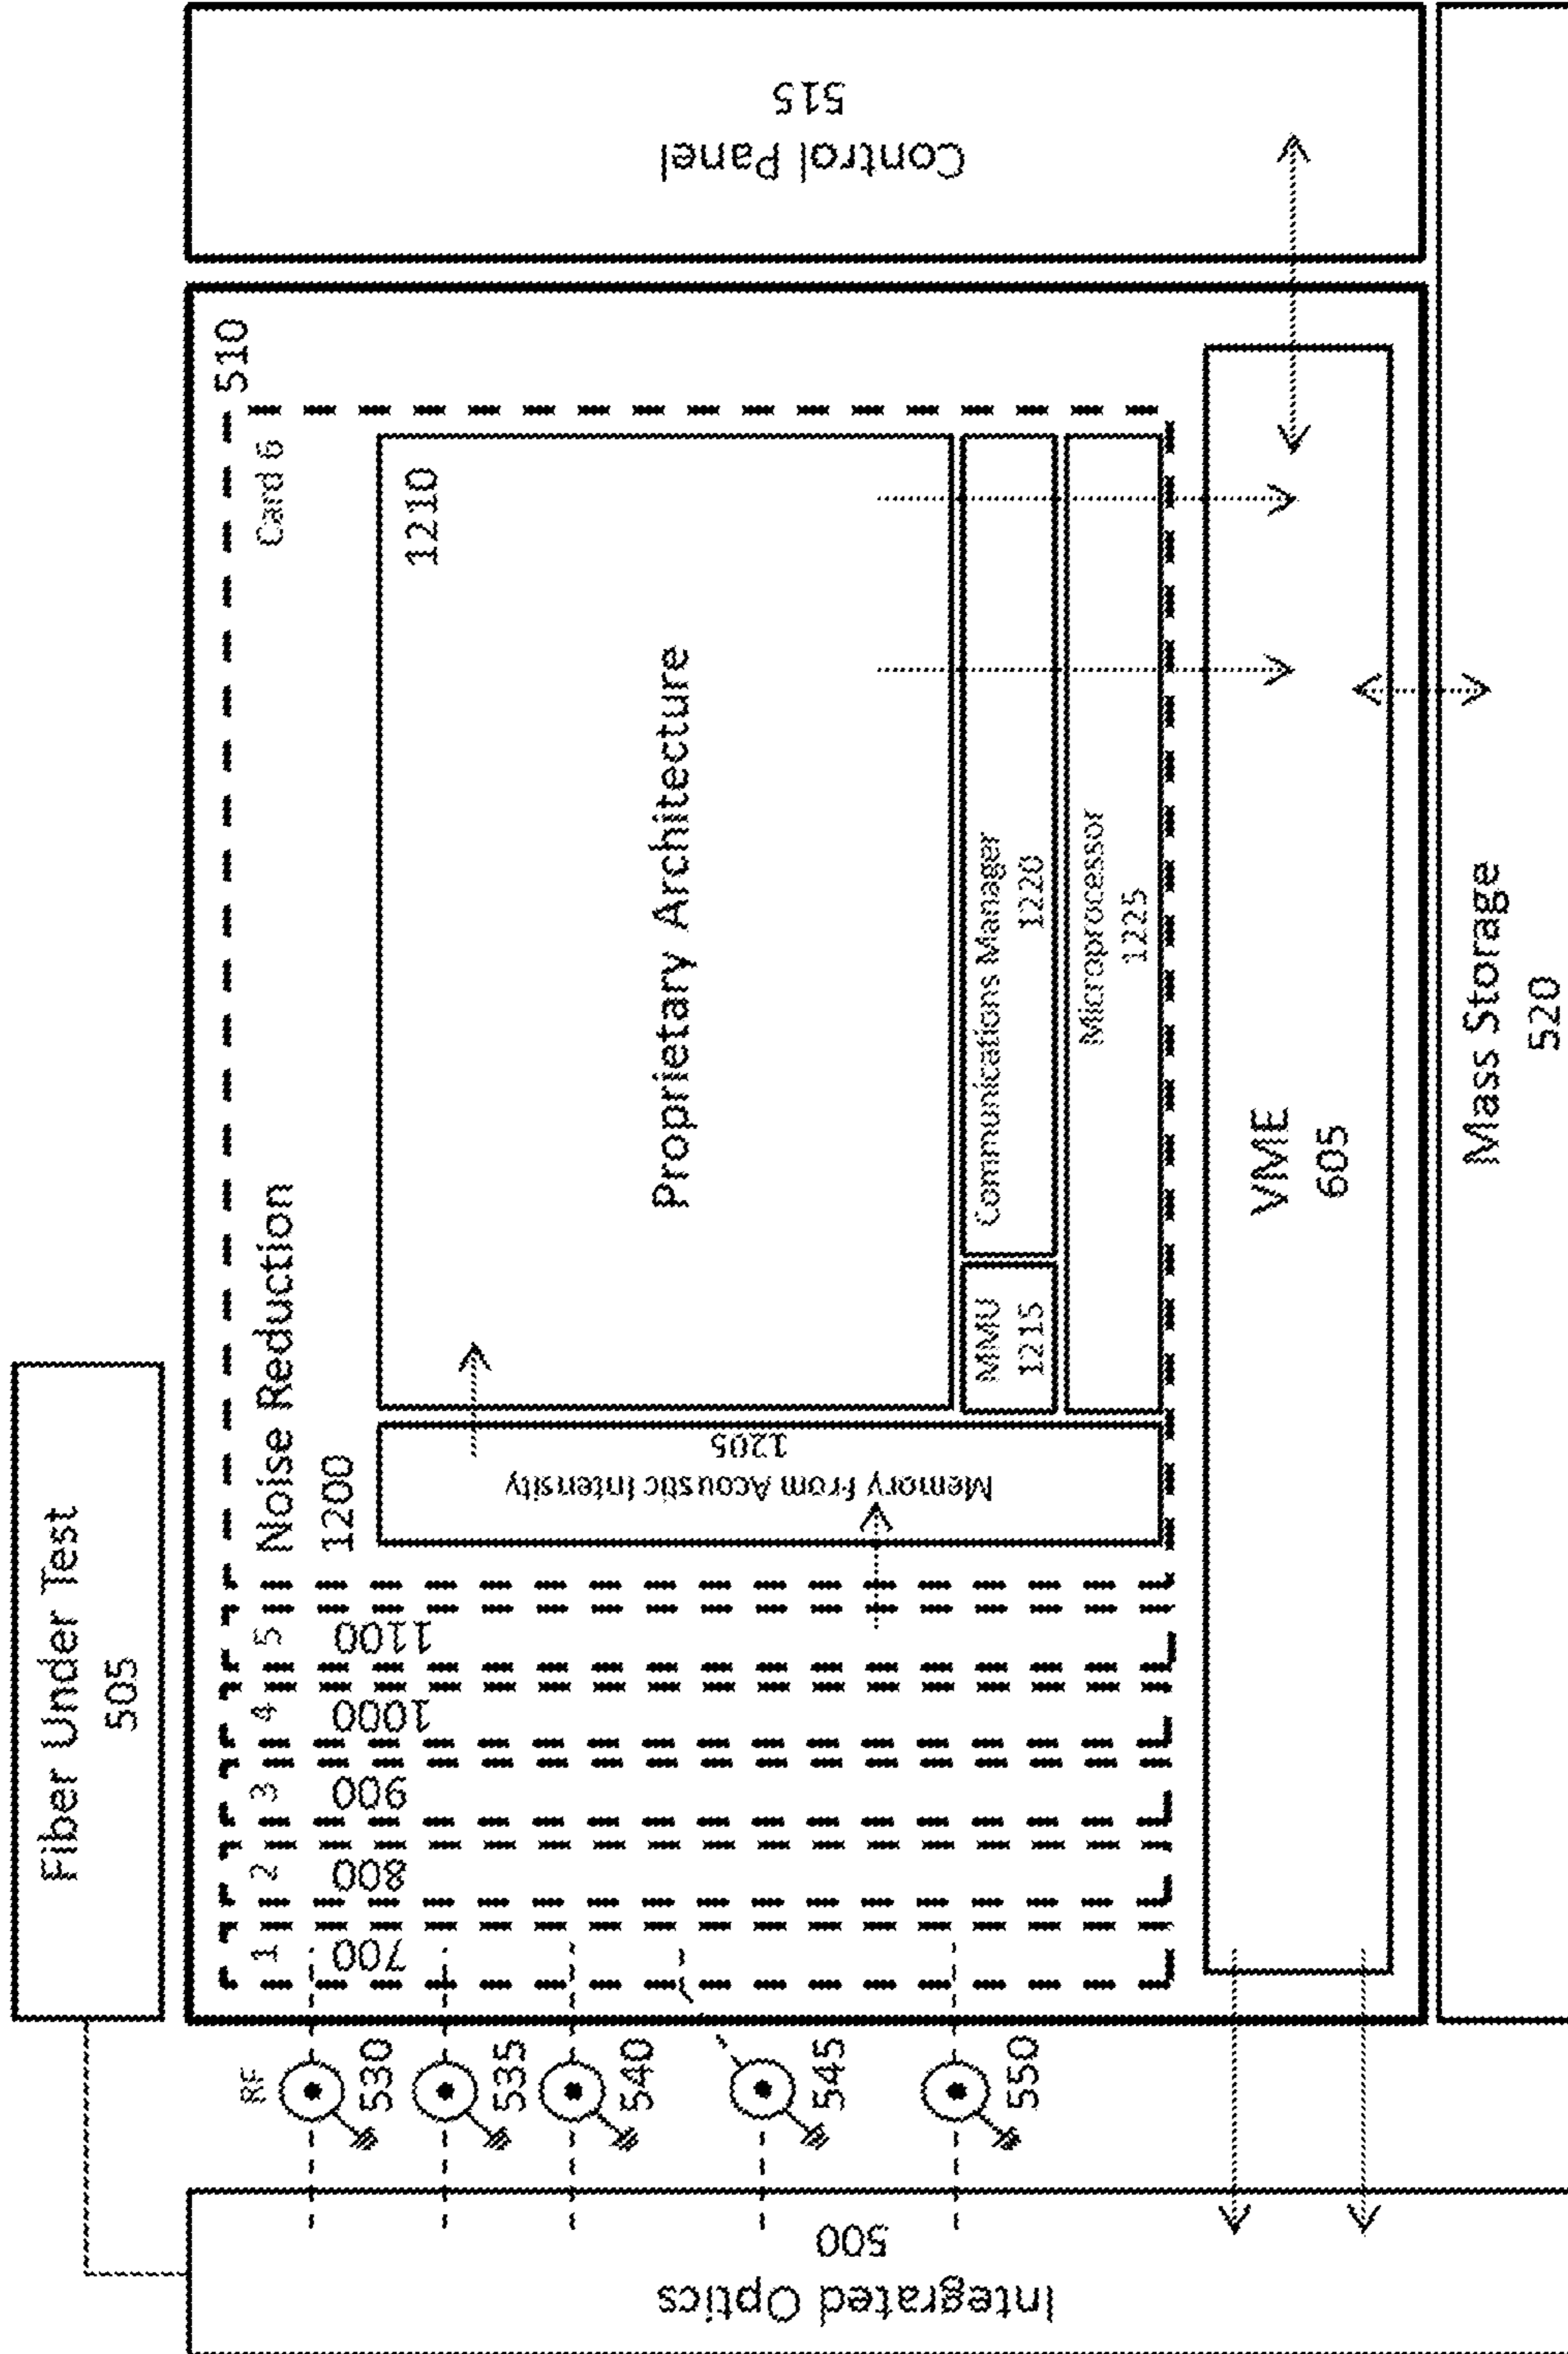 Fiber Under Test
505
510
Card 6
Noise Reduction
1200
1
700
2
800
3
900
4
1000
5
1100
Memory From Acoustic Intensity
1205
1210
Proprietary Architecture
MMU
1215
Communications Manager
1220
Microprocessor
1225
VME
605
Control Panel
515
Mass Storage
520
RF
530
535
540
545
550
Integrated Optics
500